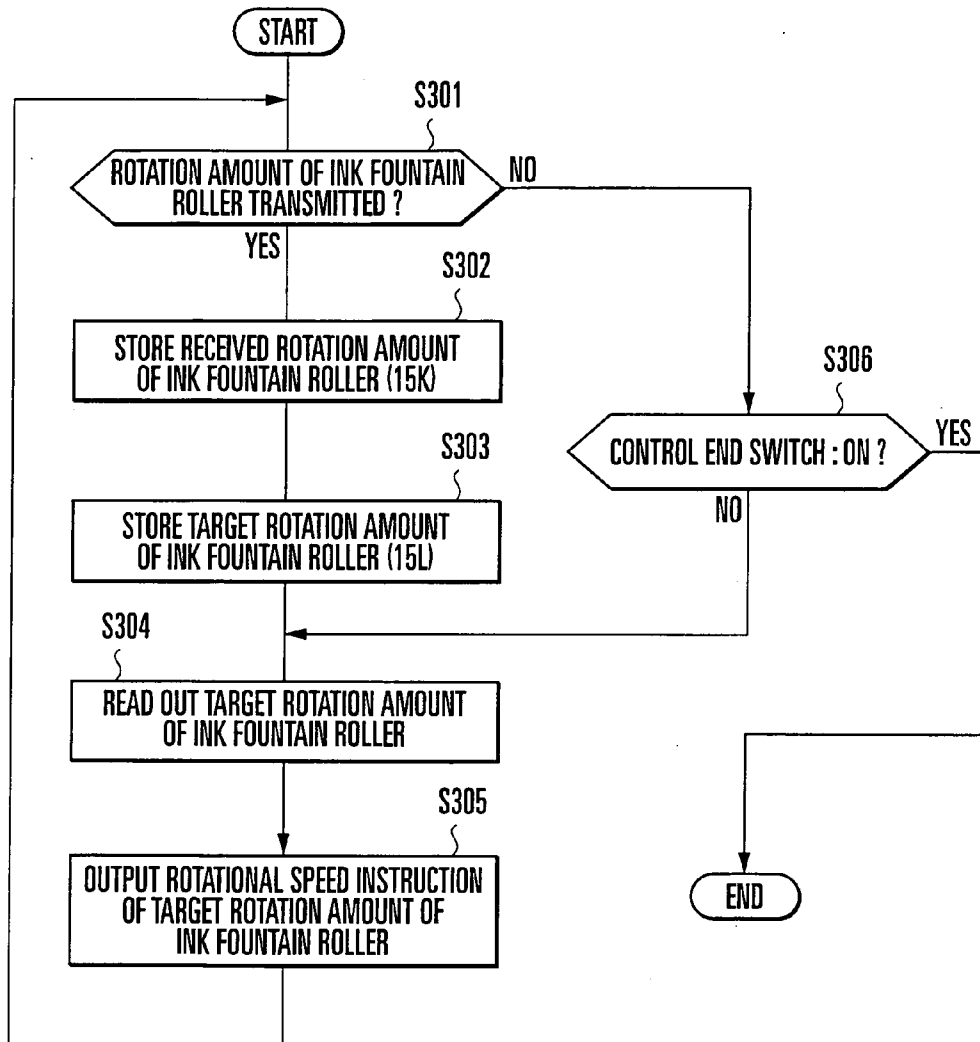 START
S301
ROTATION AMOUNT OF INK FOUNTAIN
ROLLER TRANSMITTED ?
NO
YES
S302
STORE RECEIVED ROTATION AMOUNT
OF INK FOUNTAIN ROLLER (15K)
S306
CONTROL END SWITCH : ON ?
YES
NO
S303
STORE TARGET ROTATION AMOUNT
OF INK FOUNTAIN ROLLER (15L)
S304
READ OUT TARGET ROTATION AMOUNT
OF INK FOUNTAIN ROLLER
S305
OUTPUT ROTATIONAL SPEED INSTRUCTION
OF TARGET ROTATION AMOUNT OF
INK FOUNTAIN ROLLER
END